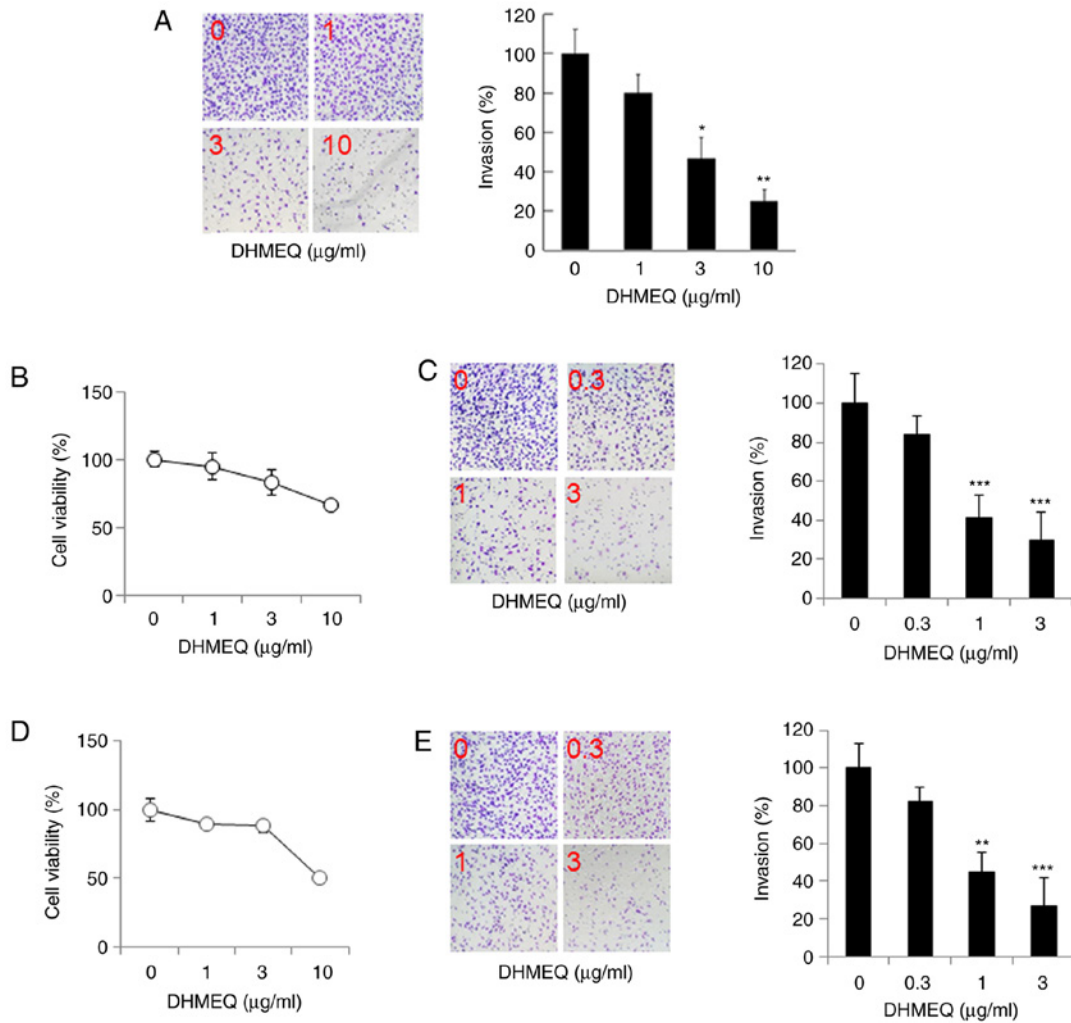 A
0
1
3
10
DHMEQ (μg/ml)
120
100
80
60
40
20
0
Invasion (%)
*
**
0 1 3 10
DHMEQ (μg/ml)
B
150
100
50
0
Cell viability (%)
0 1 3 10
DHMEQ (μg/ml)
C
0
0.3
1
3
DHMEQ (μg/ml)
120
100
80
60
40
20
0
Invasion (%)
***
***
0 0.3 1 3
DHMEQ (μg/ml)
D
150
100
50
0
Cell viability (%)
0 1 3 10
DHMEQ (μg/ml)
E
0
0.3
1
3
DHMEQ (μg/ml)
120
100
80
60
40
20
0
Invasion (%)
**
***
0 0.3 1 3
DHMEQ (μg/ml)